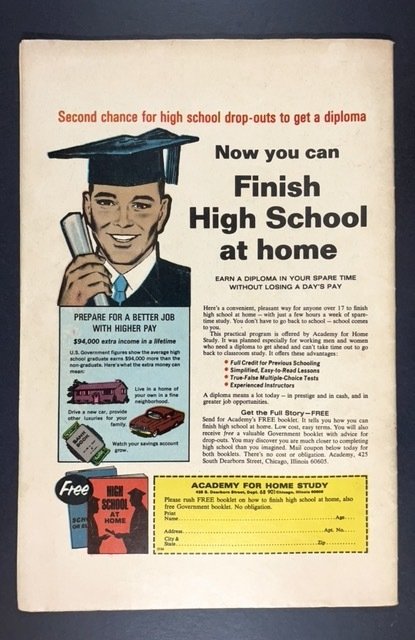 Second chance for high school drop-outs to get a diploma
Now you can
Finish
High School
at home
EARN A DIPLOMA IN YOUR SPARE TIME
WITHOUT LOSING A DAY'S PAY
PREPARE FOR A BETTER JOB
WITH HIGHER PAY
$94,000 extra income in a lifetime
U.S. Government figures show the average high
school graduate earns $94,000 more than the
non-graduate. Here's what the extra money can
mean:
Live in a home of
your own in a fine
neighborhood.
Drive a new car, provide
other luxuries for your
family.
BANK
Watch your savings account
grow.
Here's a convenient, pleasant way for anyone over 17 to finish
high school at home — with just a few hours a week of spare-
time study. You don't have to go back to school — school comes
to you.
This practical program is offered by Academy for Home
Study. It was planned especially for working men and women
who need a diploma to get ahead and can't take time out to go
back to classroom study. It offers these advantages:
• Full Credit for Previous Schooling
• Simplified, Easy-to-Read Lessons
• True-False Multiple-Choice Tests
• Experienced Instructors
A diploma means a lot today — in prestige and in cash, and in
greater job opportunities.
Get the Full Story—FREE
Send for Academy's FREE booklet. It tells you how you can
finish high school at home. Low cost, easy terms. You will also
receive free a valuable Government booklet with advice for
drop-outs. You may discover you are much closer to completing
high school than you imagined. Mail coupon below today for
both booklets. There's no cost or obligation. Academy, 425
South Dearborn Street, Chicago, Illinois 60605.
Free
HIGH
SCHOOL
AT
HOME
SCH
OR
ACADEMY FOR HOME STUDY
Dearborn Street, Dept. Chicago, Illinois 60605
Please rush FREE booklet on how to finish high school at home, also
free Government booklet. No obligation.
Print
Name Age
Address Apt. No.
City &
State Zip